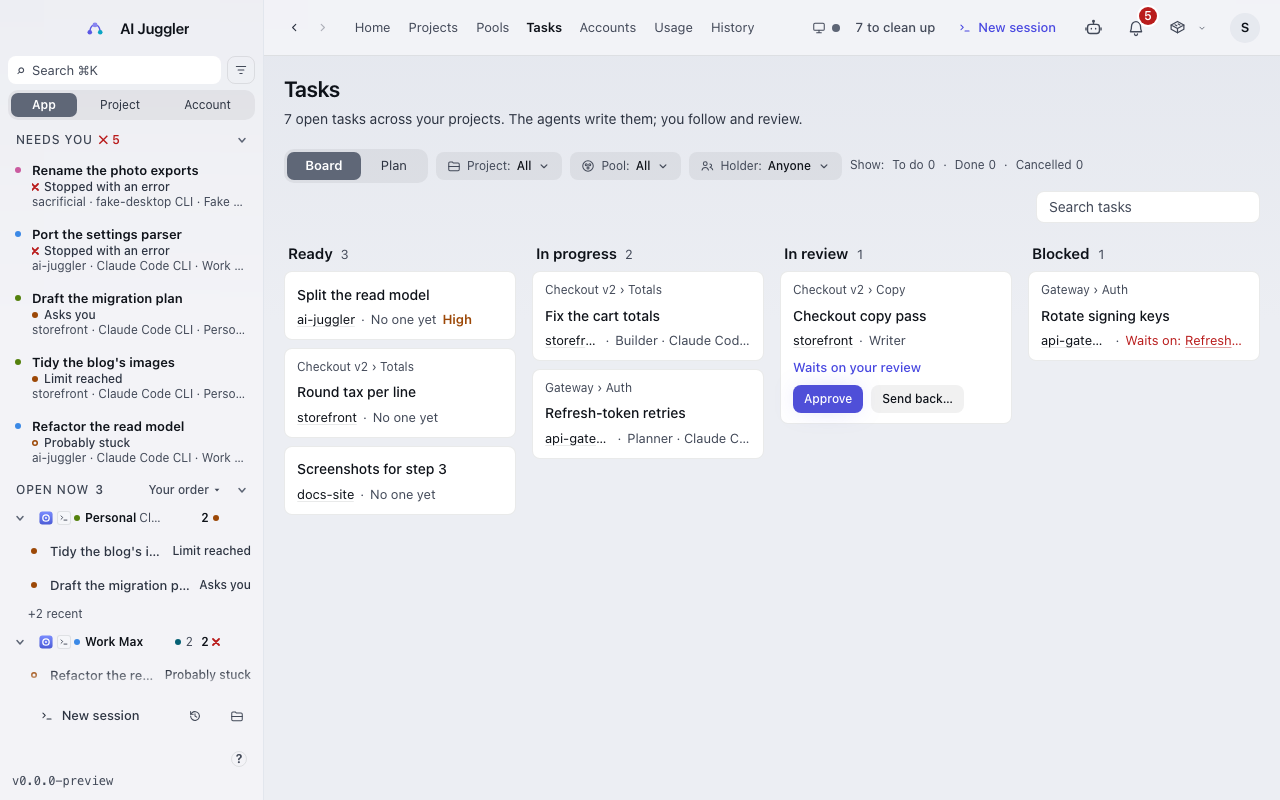 AI Juggler
Search ⌘K
App Project Account
NEEDS YOU 5
Rename the photo exports
Stopped with an error
sacrificial · fake-desktop CLI · Fake ...
Port the settings parser
Stopped with an error
ai-juggler · Claude Code CLI · Work ...
Draft the migration plan
Asks you
storefront · Claude Code CLI · Perso...
Tidy the blog's images
Limit reached
storefront · Claude Code CLI · Perso...
Refactor the read model
Probably stuck
ai-juggler · Claude Code CLI · Work ...
OPEN NOW 3 Your order
Personal Cl... 2
Tidy the blog's i... Limit reached
Draft the migration p... Asks you
+2 recent
Work Max 2 2
Refactor the re... Probably stuck
New session
?
v0.0.0-preview
Home Projects Pools Tasks Accounts Usage History
7 to clean up
New session
5
S
Tasks
7 open tasks across your projects. The agents write them; you follow and review.
Board Plan Project: All Pool: All Holder: Anyone Show: To do 0 · Done 0 · Cancelled 0
Search tasks
Ready 3
Split the read model
ai-juggler · No one yet High
Checkout v2 › Totals
Round tax per line
storefront · No one yet
Screenshots for step 3
docs-site · No one yet
In progress 2
Checkout v2 › Totals
Fix the cart totals
storefr... · Builder · Claude Cod...
Gateway › Auth
Refresh-token retries
api-gate... · Planner · Claude C...
In review 1
Checkout v2 › Copy
Checkout copy pass
storefront · Writer
Waits on your review
Approve Send back...
Blocked 1
Gateway › Auth
Rotate signing keys
api-gate... · Waits on: Refresh...